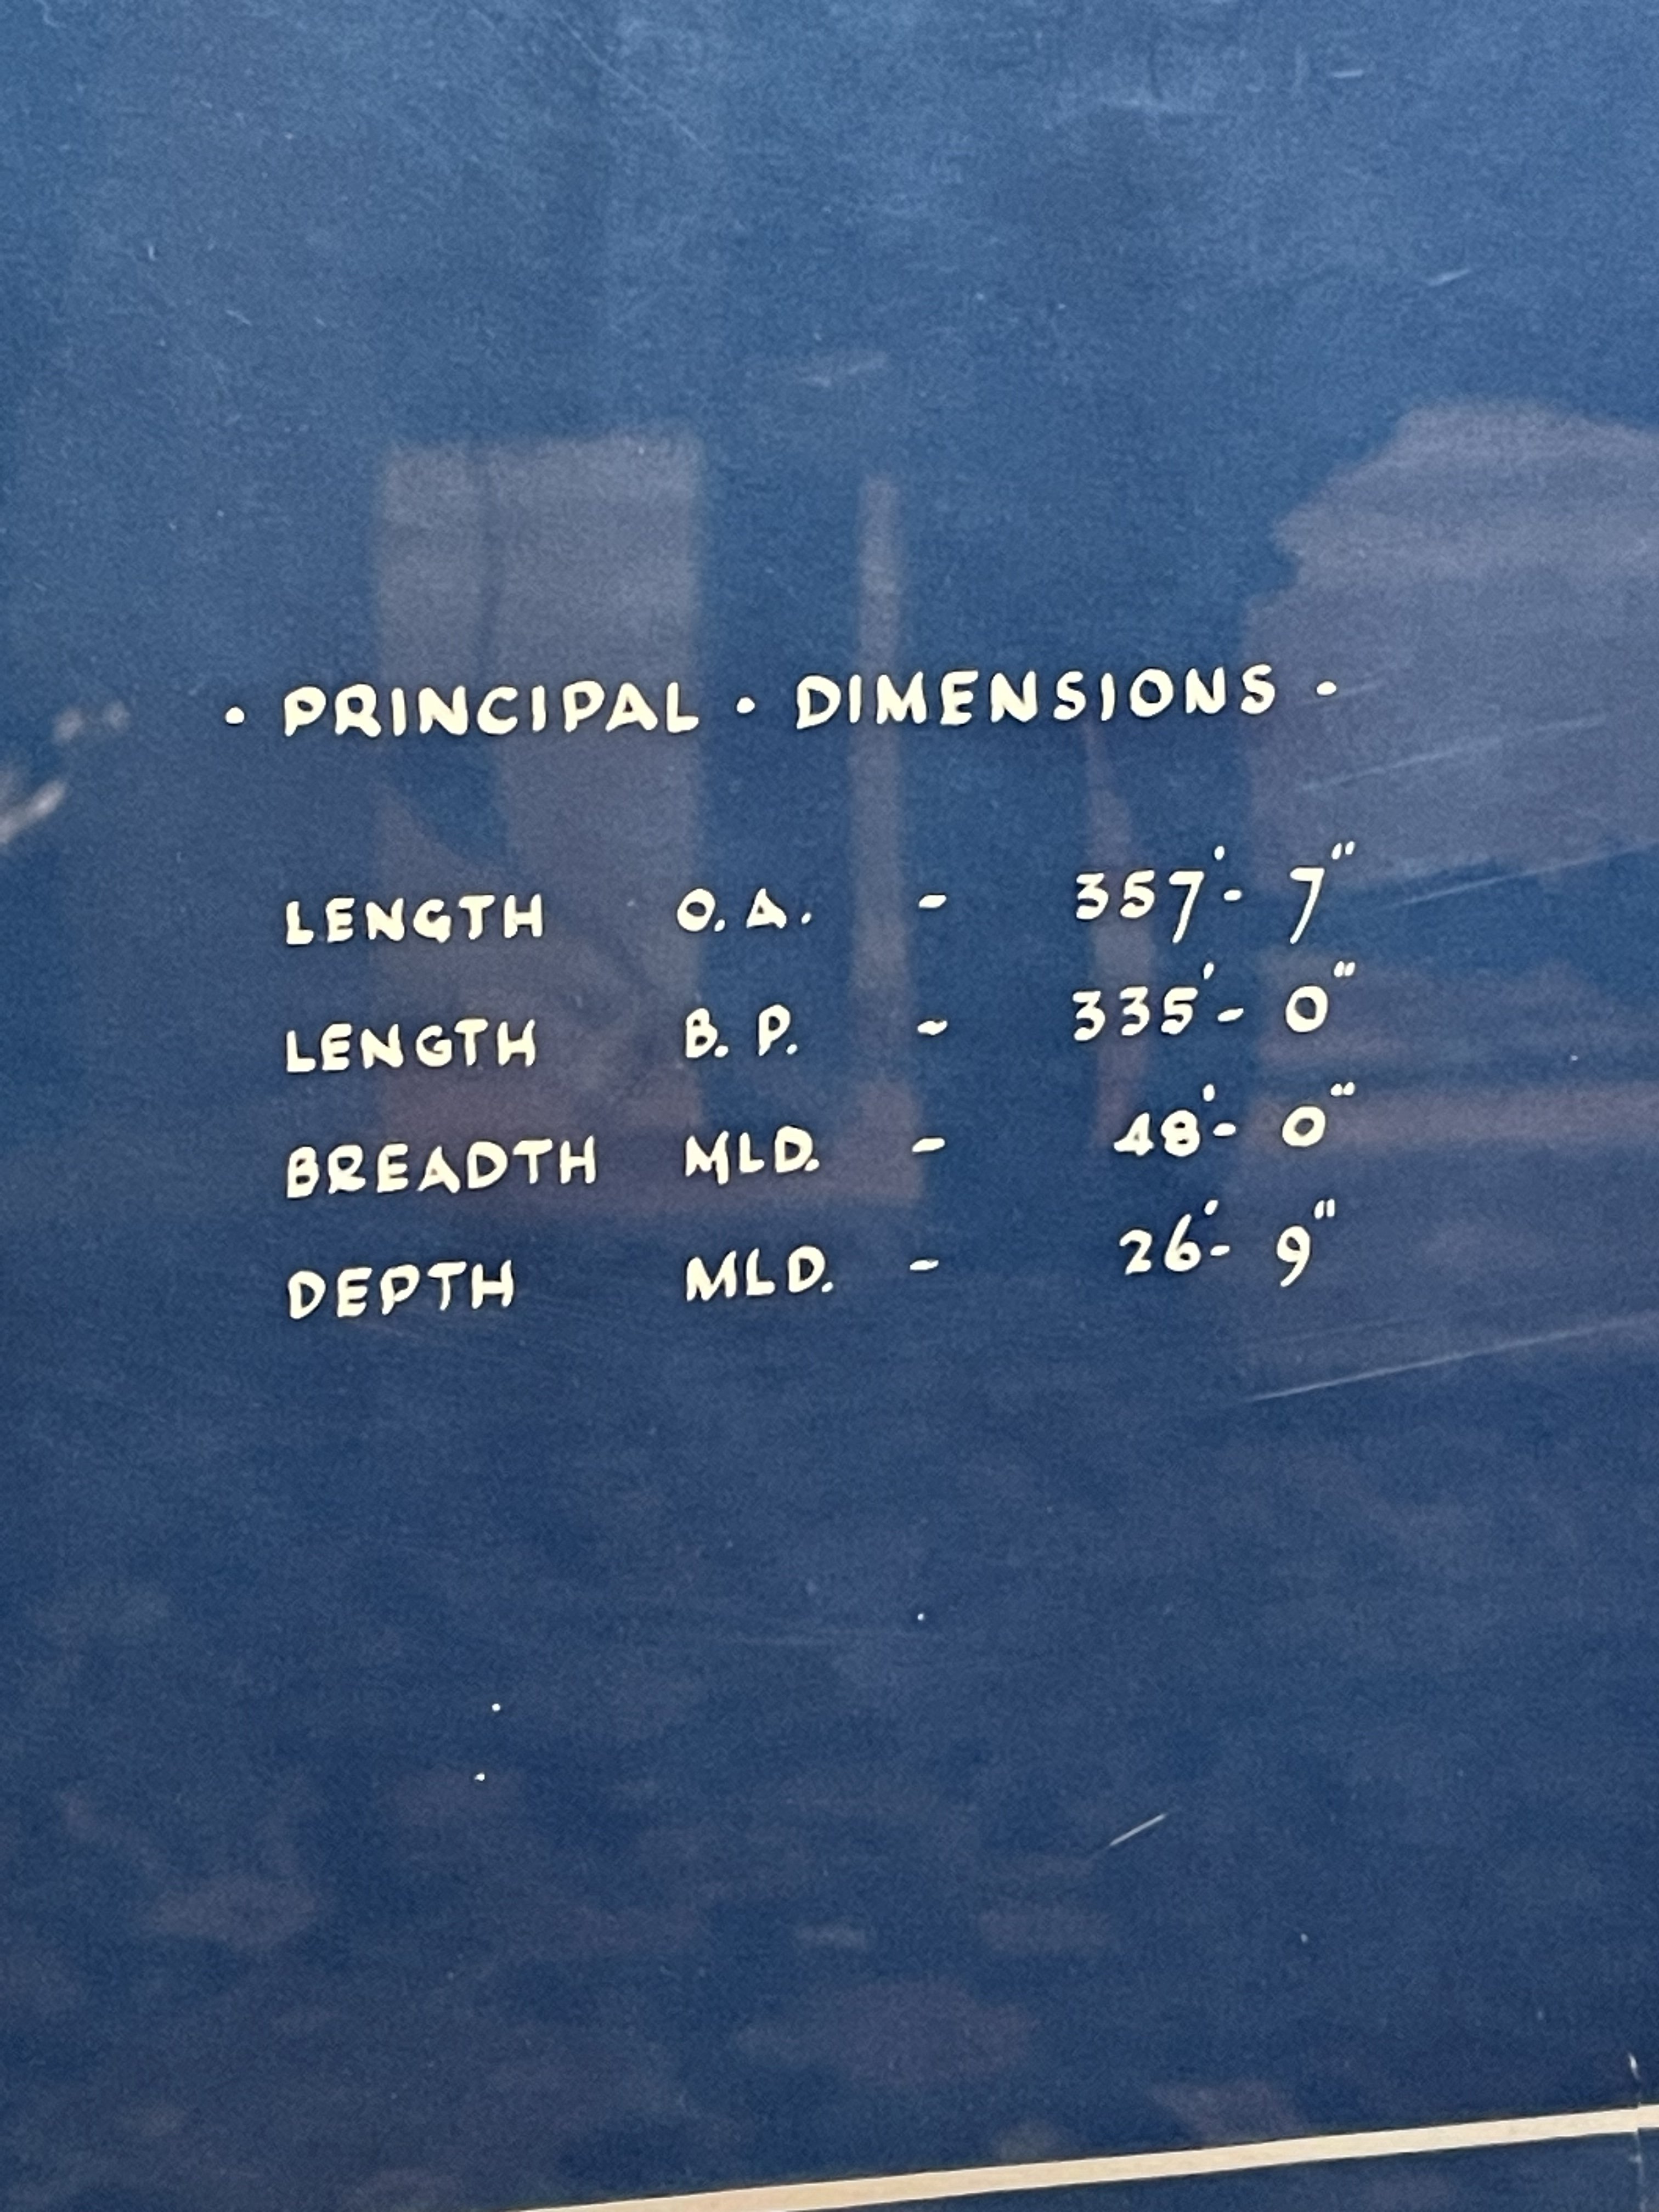 · PRINCIPAL · DIMENSIONS ·
LENGTH O.A. - 357'- 7"
LENGTH B.P. - 335'- 0"
BREADTH MLD. - 48'- 0"
DEPTH MLD. - 26'- 9"